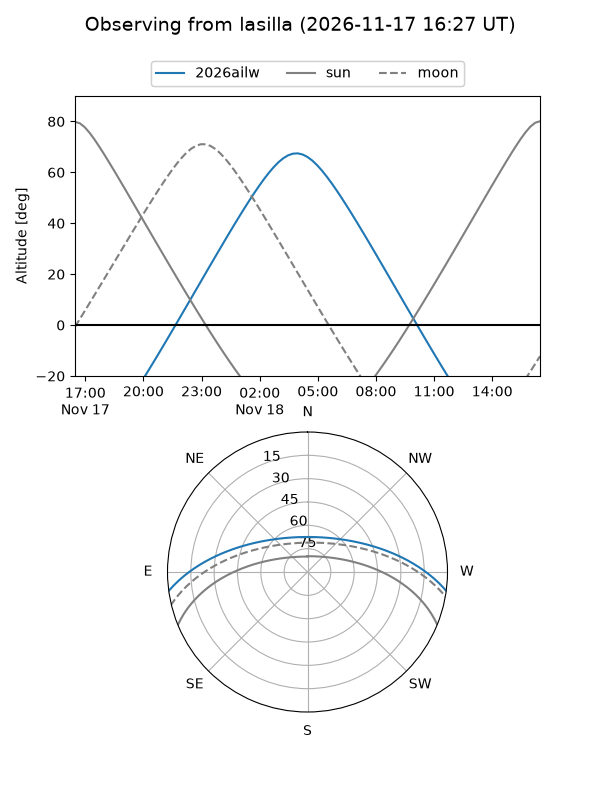 Observing from lasilla (2026-11-17 16:27 UT)
2026ailw sun moon
Altitude [deg]
80
60
40
20
0
−20
17:00 20:00 23:00 02:00 05:00 08:00 11:00 14:00
Nov 17 Nov 18
N
NE NW
15
30
45
60
75
E W
SE SW
S